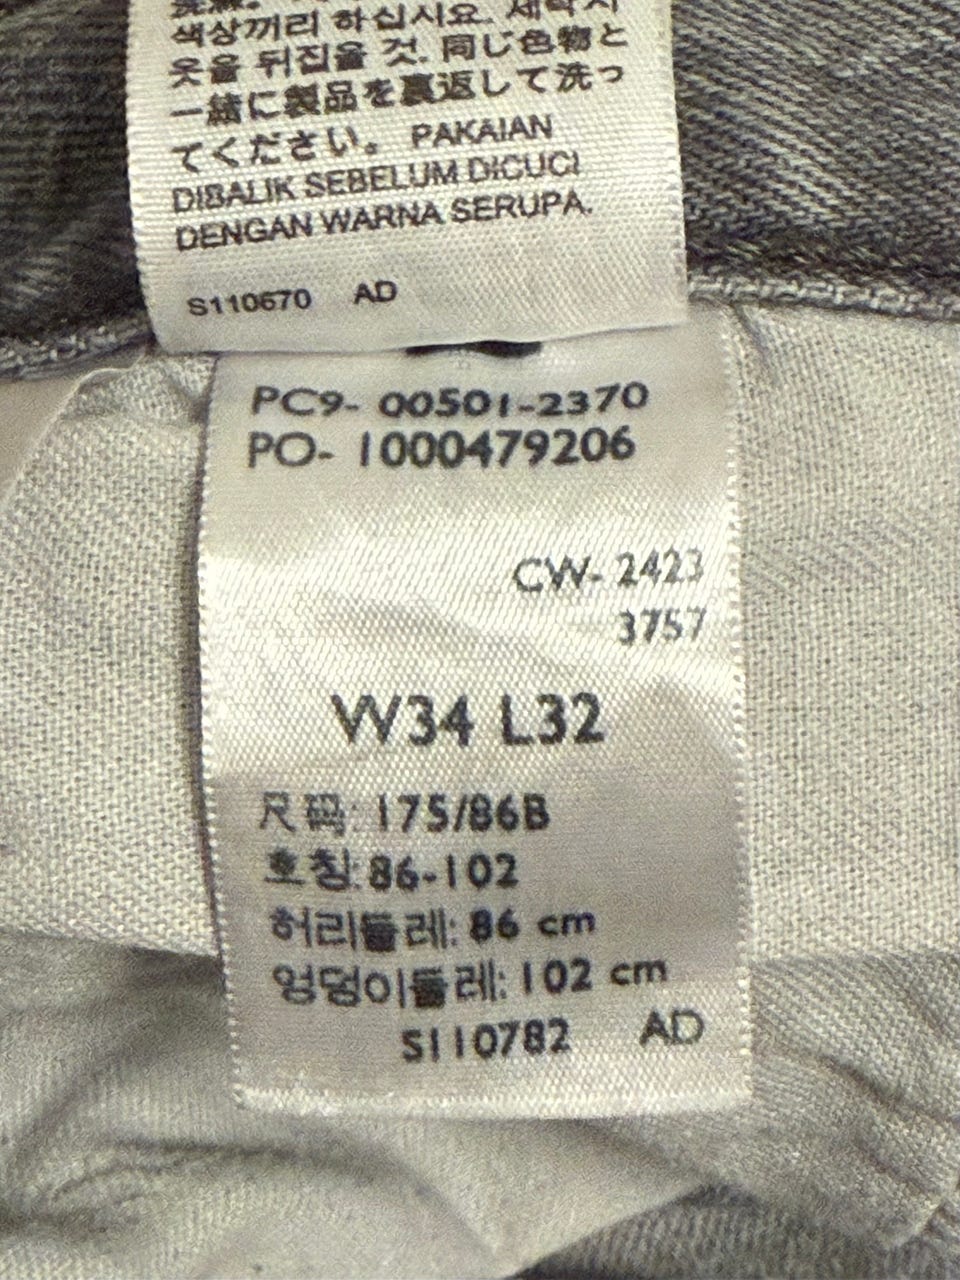 색상끼리 하십시오. 세탁시
옷을 뒤집을 것. 同じ色物と
一緒に製品を裏返して洗っ
てください。 PAKAIAN
DIBALIK SEBELUM DICUCI
DENGAN WARNA SERUPA.
S110670 AD
PC9- 00501-2370
PO- 1000479206
CW- 2423
3757
W34 L32
尺码: 175/86B
호칭: 86-102
허리둘레: 86 cm
엉덩이둘레: 102 cm
S110782 AD